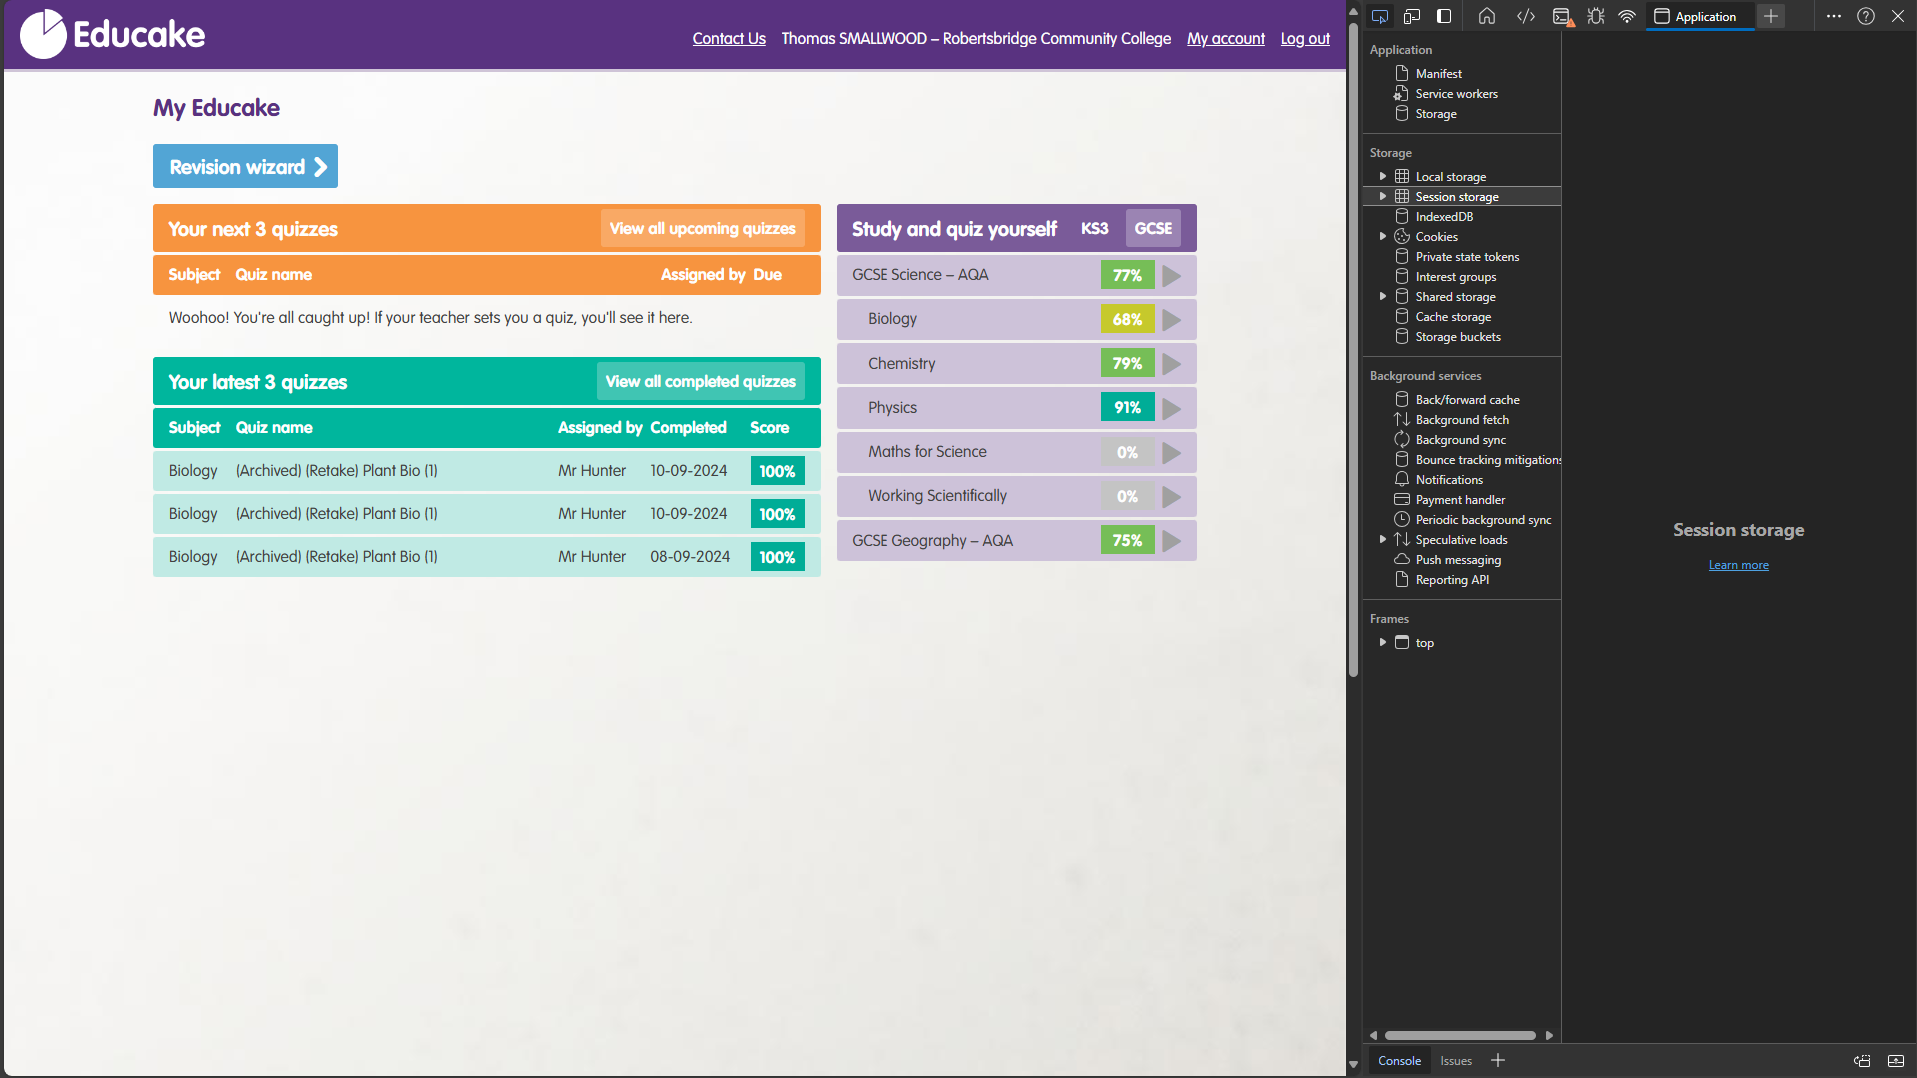 Educake
Contact Us Thomas SMALLWOOD – Robertsbridge Community College My account Log out
My Educake
Revision wizard
Your next 3 quizzes View all upcoming quizzes
Subject Quiz name Assigned by Due
Woohoo! You're all caught up! If your teacher sets you a quiz, you'll see it here.
Your latest 3 quizzes View all completed quizzes
Subject Quiz name Assigned by Completed Score
Biology (Archived) (Retake) Plant Bio (1) Mr Hunter 10-09-2024 100%
Biology (Archived) (Retake) Plant Bio (1) Mr Hunter 10-09-2024 100%
Biology (Archived) (Retake) Plant Bio (1) Mr Hunter 08-09-2024 100%
Study and quiz yourself KS3 GCSE
GCSE Science – AQA 77%
Biology 68%
Chemistry 79%
Physics 91%
Maths for Science 0%
Working Scientifically 0%
GCSE Geography – AQA 75%
Application
Application
Manifest
Service workers
Storage
Storage
Local storage
Session storage
IndexedDB
Cookies
Private state tokens
Interest groups
Shared storage
Cache storage
Storage buckets
Background services
Back/forward cache
Background fetch
Background sync
Bounce tracking mitigations
Notifications
Payment handler
Periodic background sync
Speculative loads
Push messaging
Reporting API
Frames
top
Session storage
Learn more
Console Issues